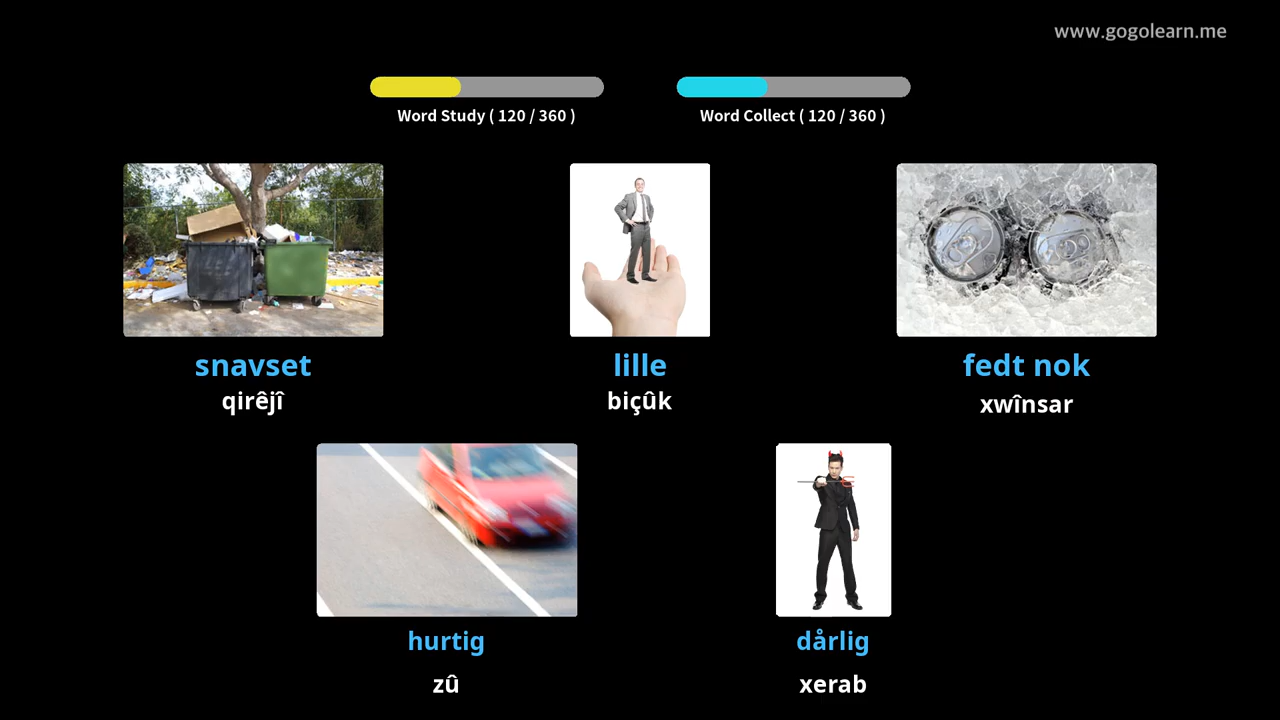 www.gogolearn.me
Word Study ( 120 / 360 )
Word Collect ( 120 / 360 )
snavset
qirêjî
lille
biçûk
fedt nok
xwînsar
hurtig
zû
dårlig
xerab